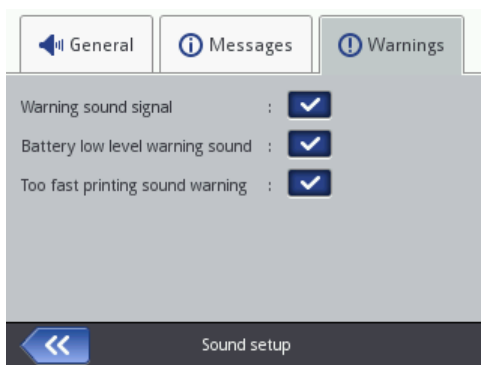 General
Messages
Warnings
Warning sound signal :
Battery low level warning sound :
Too fast printing sound warning :
Sound setup